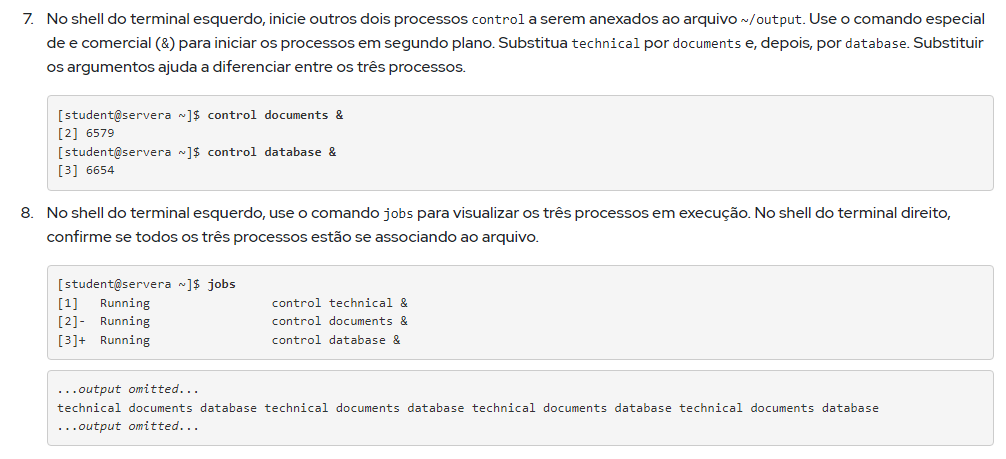 7. No shell do terminal esquerdo, inicie outros dois processos control a serem anexados ao arquivo ~/output. Use o comando especial
de e comercial (&) para iniciar os processos em segundo plano. Substitua technical por documents e, depois, por database. Substituir
os argumentos ajuda a diferenciar entre os três processos.
[student@servera ~]$ control documents &
[2] 6579
[student@servera ~]$ control database &
[3] 6654
8. No shell do terminal esquerdo, use o comando jobs para visualizar os três processos em execução. No shell do terminal direito,
confirme se todos os três processos estão se associando ao arquivo.
[student@servera ~]$ jobs
[1]   Running                 control technical &
[2]-  Running                 control documents &
[3]+  Running                 control database &
...output omitted...
technical documents database technical documents database technical documents database technical documents database
...output omitted...